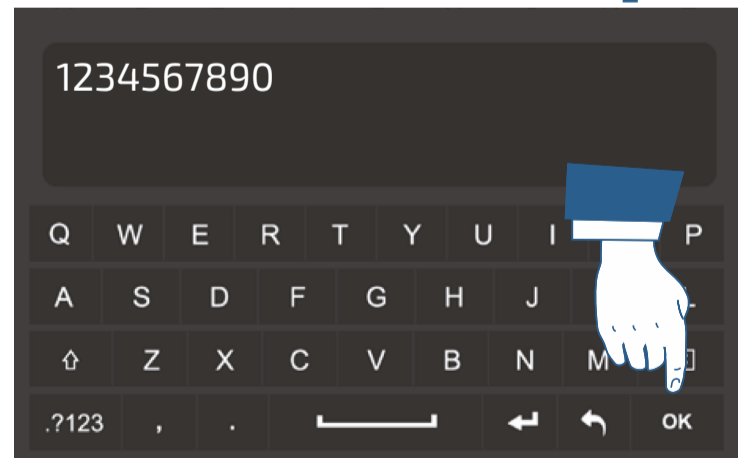 1234567890
Q W E R T Y U I P
A S D F G H J
Z X C V B N M
.?123 , . OK